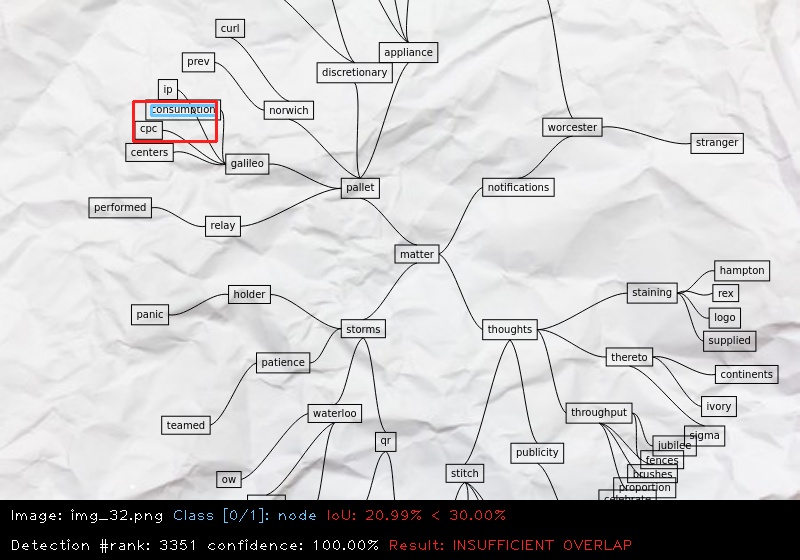 curl
appliance
prev
discretionary
ip
consumption
norwich
cpc
worcester
stranger
centers
galileo
pallet
notifications
performed
relay
matter
hampton
staining
rex
holder
panic
logo
storms
thoughts
supplied
thereto
patience
continents
ivory
waterloo
throughput
teamed
sigma
qr
jubilee
publicity
fences
stitch
brushes
ow
proportion
celebrate
Image: img_32.png Class [0/1]: node IoU: 20.99% < 30.00%
Detection #rank: 3351 confidence: 100.00% Result: INSUFFICIENT OVERLAP